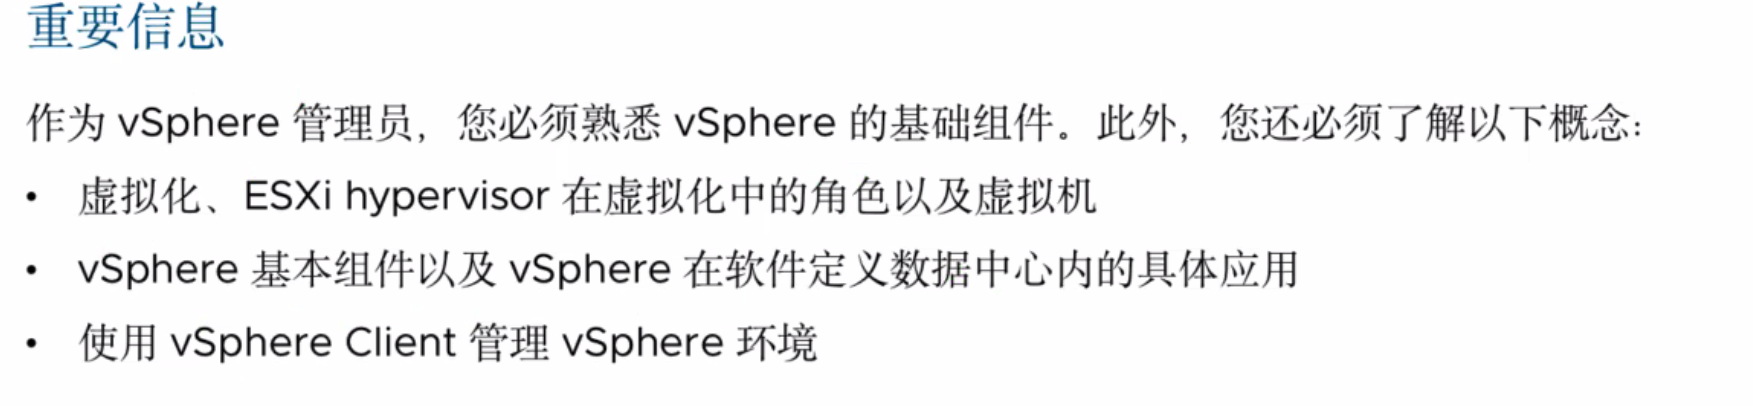 重要信息
作为 vSphere 管理员，您必须熟悉 vSphere 的基础组件。此外，您还必须了解以下概念：
• 虚拟化、ESXi hypervisor 在虚拟化中的角色以及虚拟机
• vSphere 基本组件以及 vSphere 在软件定义数据中心内的具体应用
• 使用 vSphere Client 管理 vSphere 环境